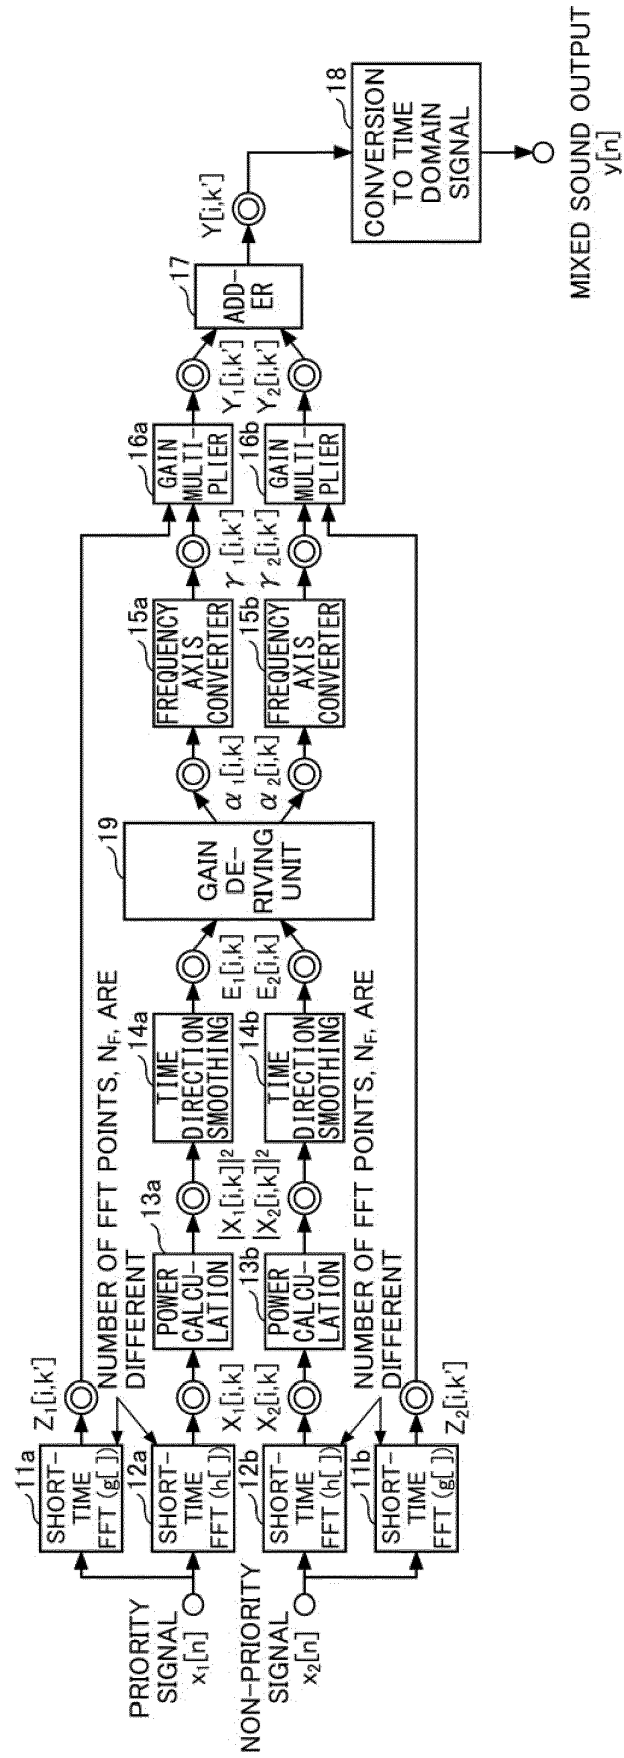 PRIORITY
SIGNAL
x1[n]
NON-PRIORITY
SIGNAL
x2[n]
11a
SHORT-
TIME
FFT (g[])
12a
SHORT-
TIME
FFT (h[])
12b
SHORT-
TIME
FFT (h[])
11b
SHORT-
TIME
FFT (g[])
Z1[i,k']
NUMBER OF FFT POINTS, NF, ARE
DIFFERENT
X1[i,k]
X2[i,k]
NUMBER OF FFT POINTS, NF, ARE
DIFFERENT
Z2[i,k']
13a
POWER
CALCU-
LATION
13b
POWER
CALCU-
LATION
|X1[i,k]|2
|X2[i,k]|2
14a
TIME
DIRECTION
SMOOTHING
14b
TIME
DIRECTION
SMOOTHING
E1[i,k]
E2[i,k]
19
GAIN
DE-
RIVING
UNIT
α1[i,k]
α2[i,k]
15a
FREQUENCY
AXIS
CONVERTER
15b
FREQUENCY
AXIS
CONVERTER
γ1[i,k']
γ2[i,k']
16a
GAIN
MULTI-
PLIER
16b
GAIN
MULTI-
PLIER
Y1[i,k']
Y2[i,k']
17
ADD-
ER
Y[i,k']
18
CONVERSION
TO TIME
DOMAIN
SIGNAL
MIXED SOUND OUTPUT
y[n]